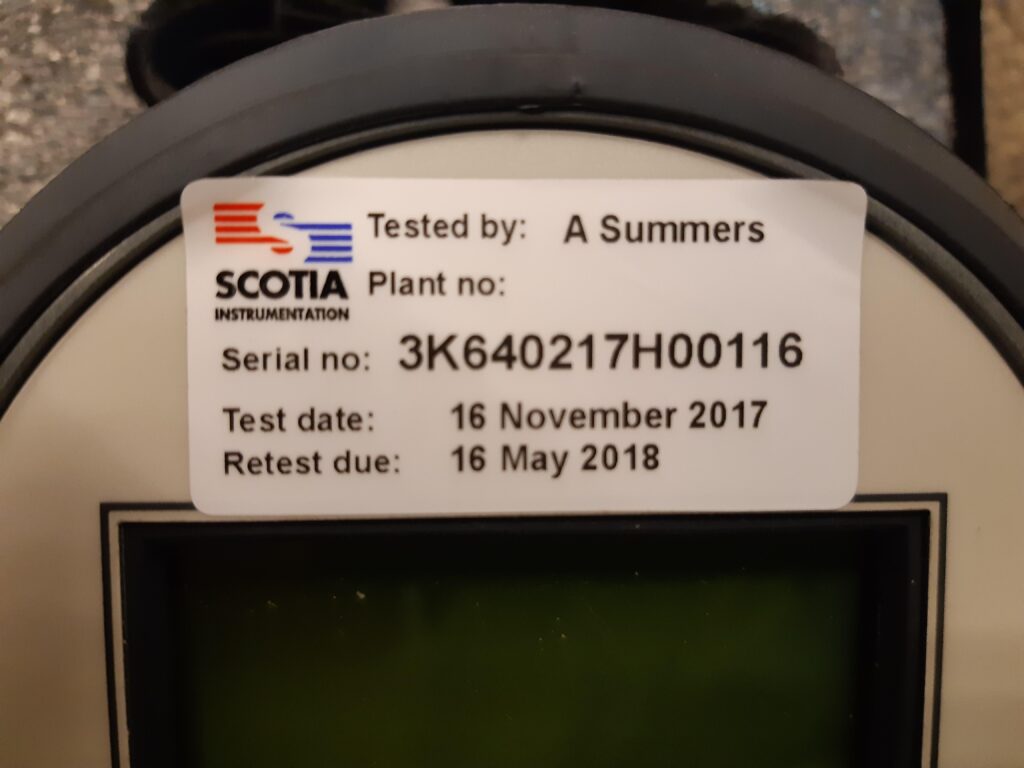 Tested by: A Summers
SCOTIA
INSTRUMENTATION
Plant no:
Serial no: 3K640217H00116
Test date: 16 November 2017
Retest due: 16 May 2018